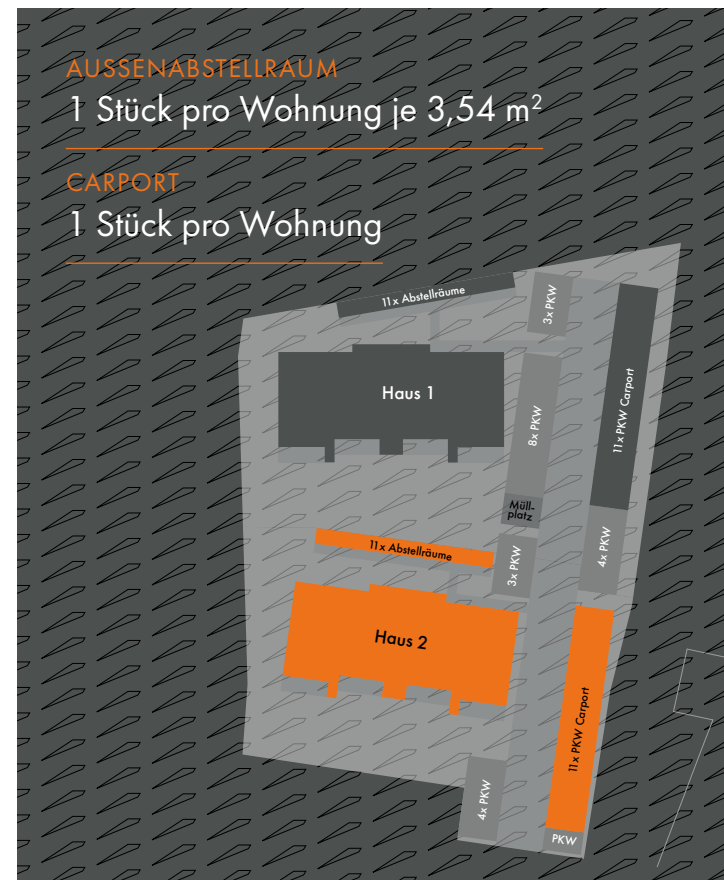 AUSSENABSTELLRAUM
1 Stück pro Wohnung je 3,54 m²
CARPORT
1 Stück pro Wohnung
11x Abstellräume
3x PKW
Haus 1
8x PKW
11x PKW Carport
Müll-
platz
4x PKW
11x Abstellräume
3x PKW
Haus 2
11x PKW Carport
4x PKW
PKW